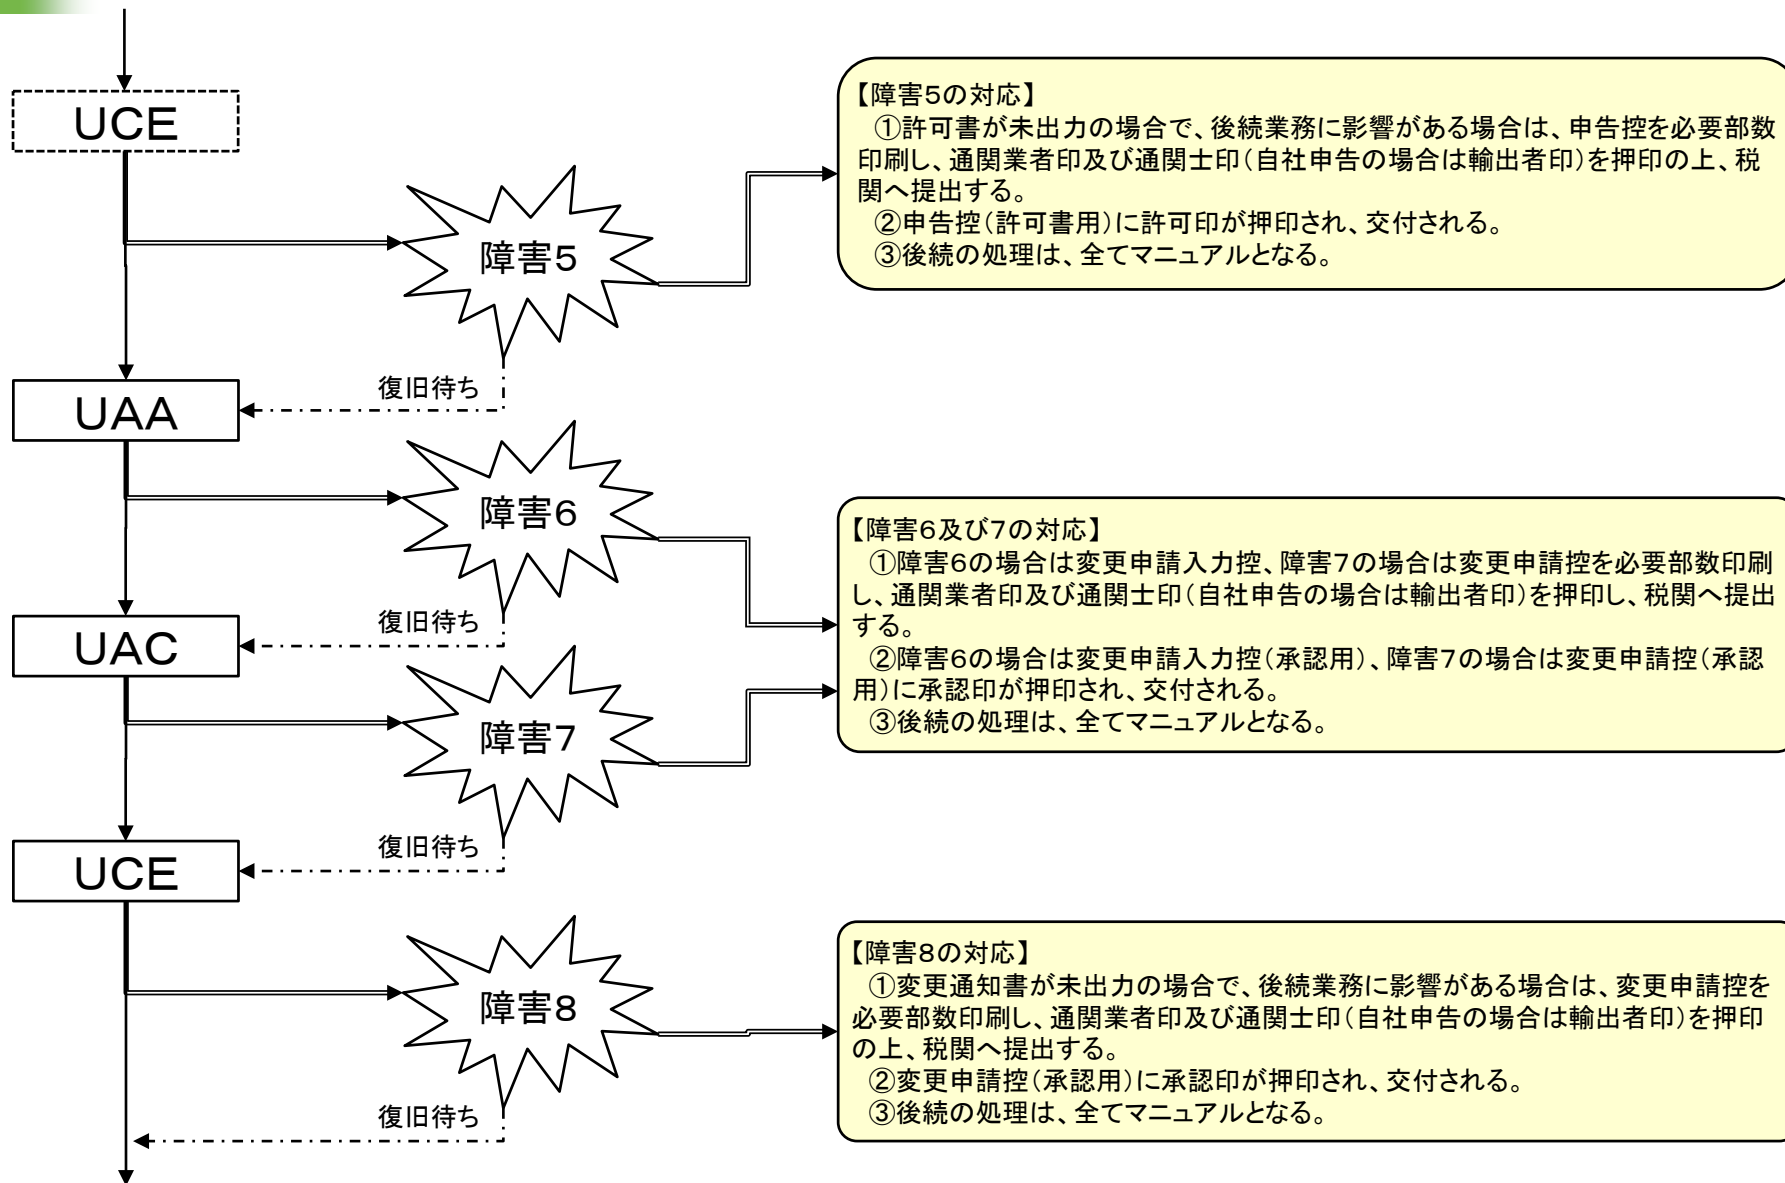 UCE
【障害5の対応】
①許可書が未出力の場合で、後続業務に影響がある場合は、申告控を必要部数
印刷し、通関業者印及び通関士印(自社申告の場合は輸出者印)を押印の上、税
関へ提出する。
②申告控(許可書用)に許可印が押印され、交付される。
③後続の処理は、全てマニュアルとなる。
障害5
復旧待ち
UAA
障害6
【障害6及び7の対応】
①障害6の場合は変更申請入力控、障害7の場合は変更申請控を必要部数印刷
し、通関業者印及び通関士印(自社申告の場合は輸出者印)を押印し、税関へ提出
する。
②障害6の場合は変更申請入力控(承認用)、障害7の場合は変更申請控(承認
用)に承認印が押印され、交付される。
③後続の処理は、全てマニュアルとなる。
復旧待ち
UAC
障害7
復旧待ち
UCE
障害8
【障害8の対応】
①変更通知書が未出力の場合で、後続業務に影響がある場合は、変更申請控を
必要部数印刷し、通関業者印及び通関士印(自社申告の場合は輸出者印)を押印
の上、税関へ提出する。
②変更申請控(承認用)に承認印が押印され、交付される。
③後続の処理は、全てマニュアルとなる。
復旧待ち